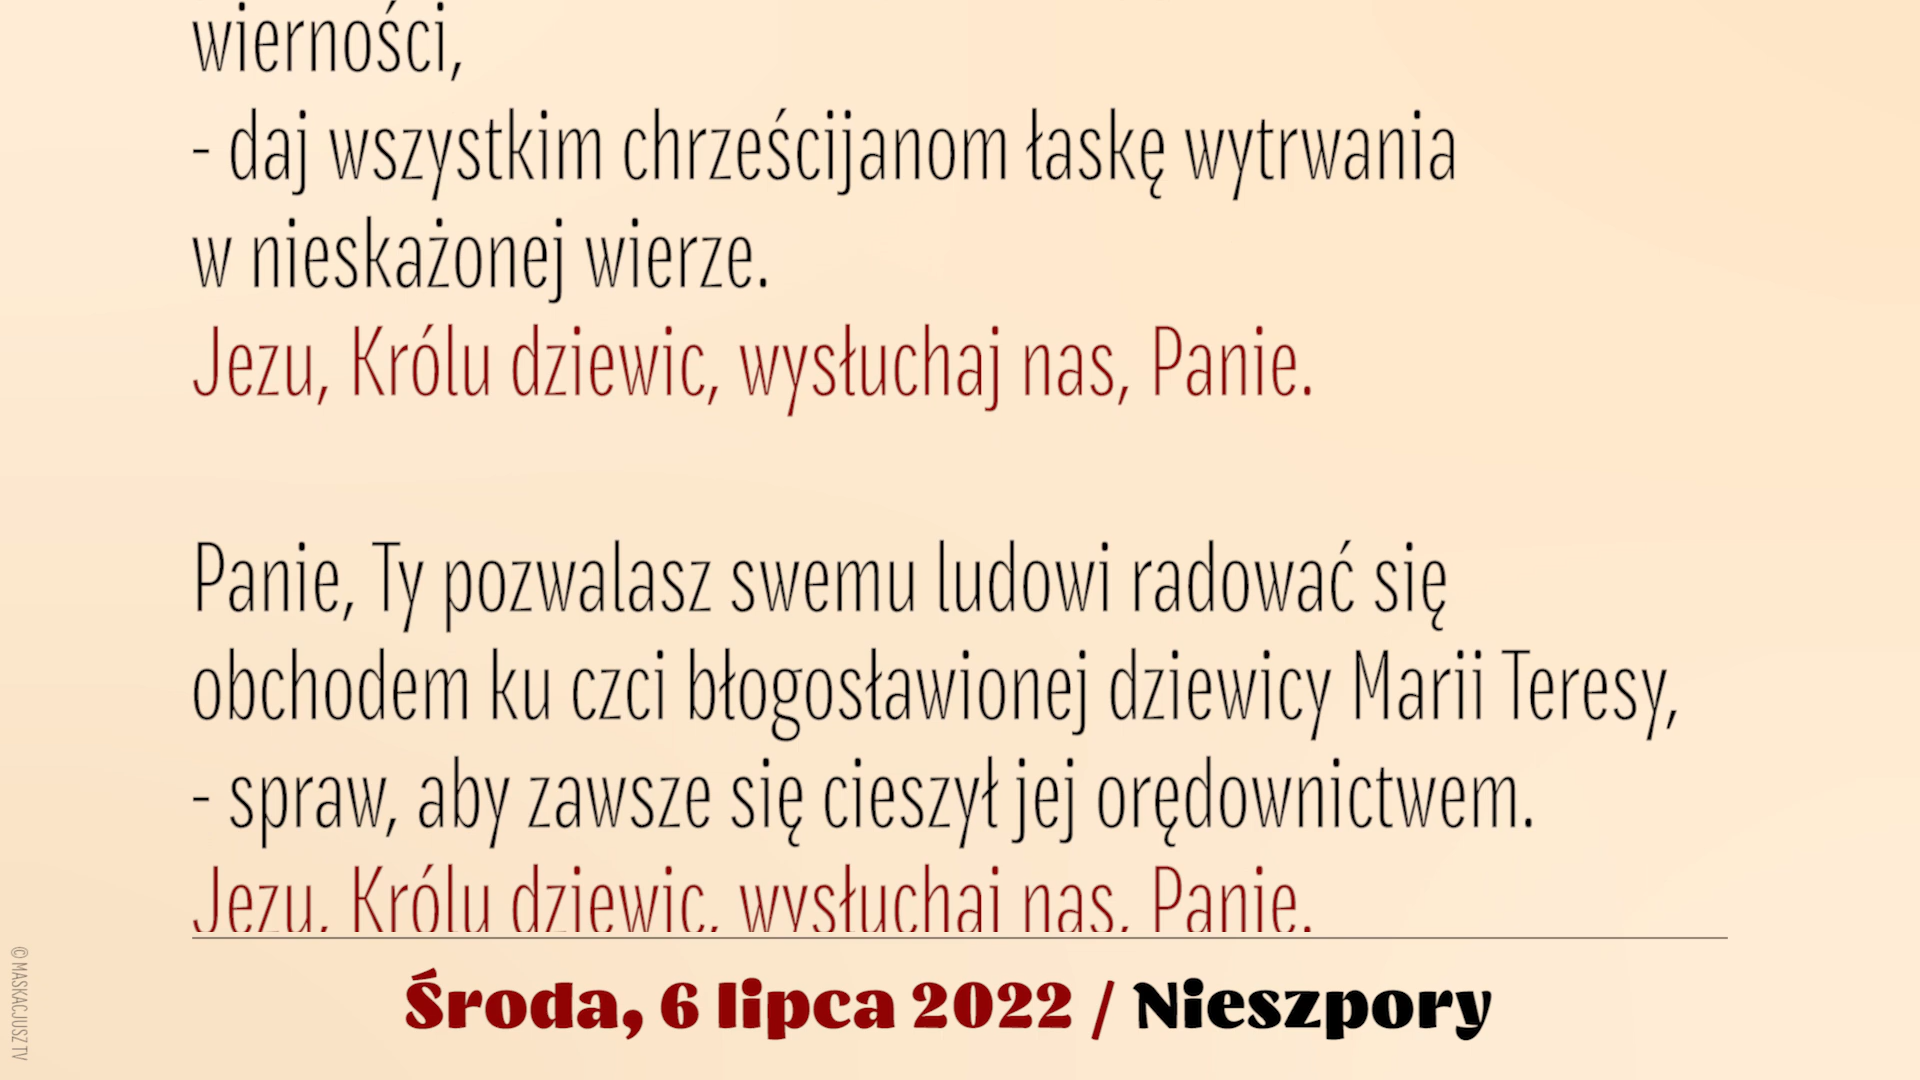 wierności,
- daj wszystkim chrześcijanom łaskę wytrwania
w nieskażonej wierze.
Jezu, Królu dziewic, wysłuchaj nas, Panie.
Panie, Ty pozwalasz swemu ludowi radować się
obchodem ku czci błogosławionej dziewicy Marii Teresy,
- spraw, aby zawsze się cieszył jej orędownictwem.
Jezu, Królu dziewic, wysłuchaj nas, Panie.
Środa, 6 lipca 2022 / Nieszpory
© MASKACJUSZ TV